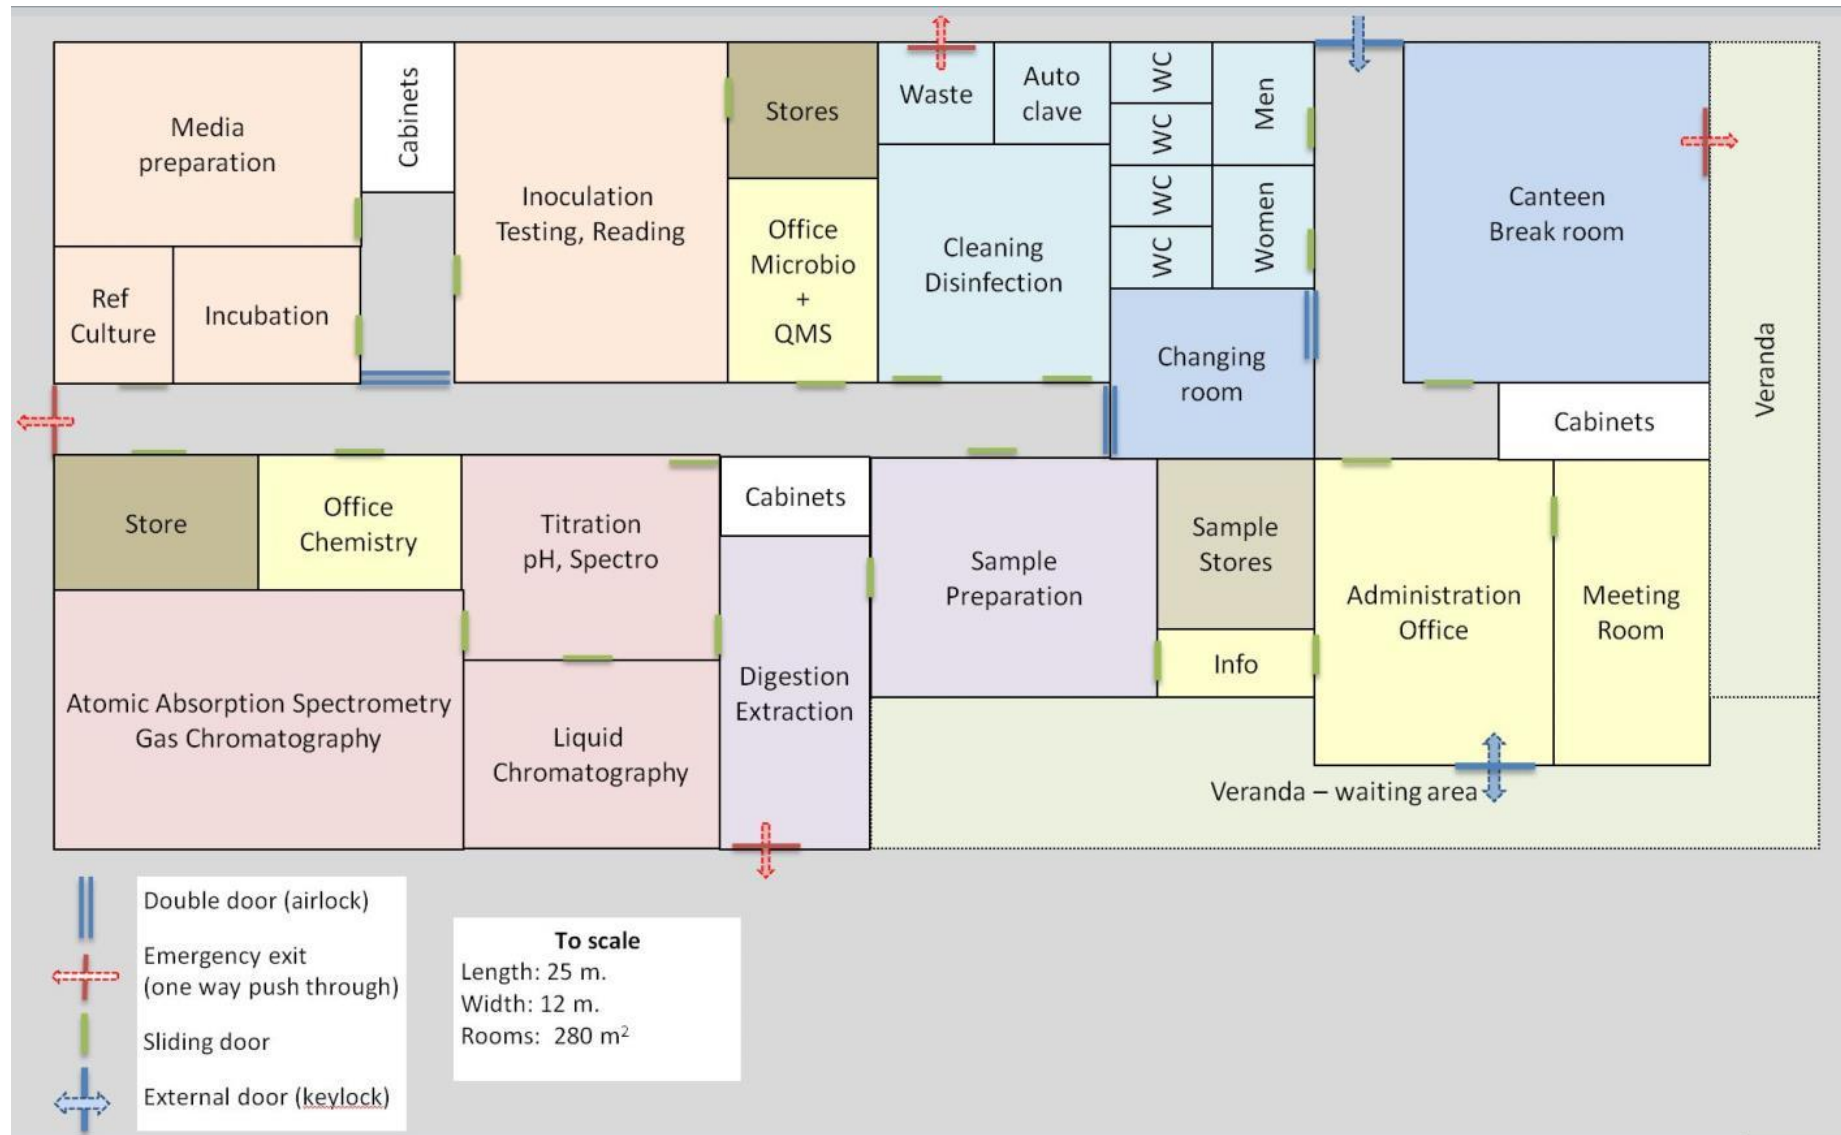 Media
preparation
Cabinets
Inoculation
Testing, Reading
Stores
Waste
Auto
clave
WC
WC
WC
WC
Men
Women
Canteen
Break room
Ref
Culture
Incubation
Office
Microbio
+
QMS
Cleaning
Disinfection
Changing
room
Cabinets
Veranda
Store
Office
Chemistry
Titration
pH, Spectro
Cabinets
Sample
Preparation
Sample
Stores
Info
Administration
Office
Meeting
Room
Atomic Absorption Spectrometry
Gas Chromatography
Liquid
Chromatography
Digestion
Extraction
Veranda – waiting area
Double door (airlock)
Emergency exit
(one way push through)
Sliding door
External door (keylock)
To scale
Length: 25 m.
Width: 12 m.
Rooms: 280 m²